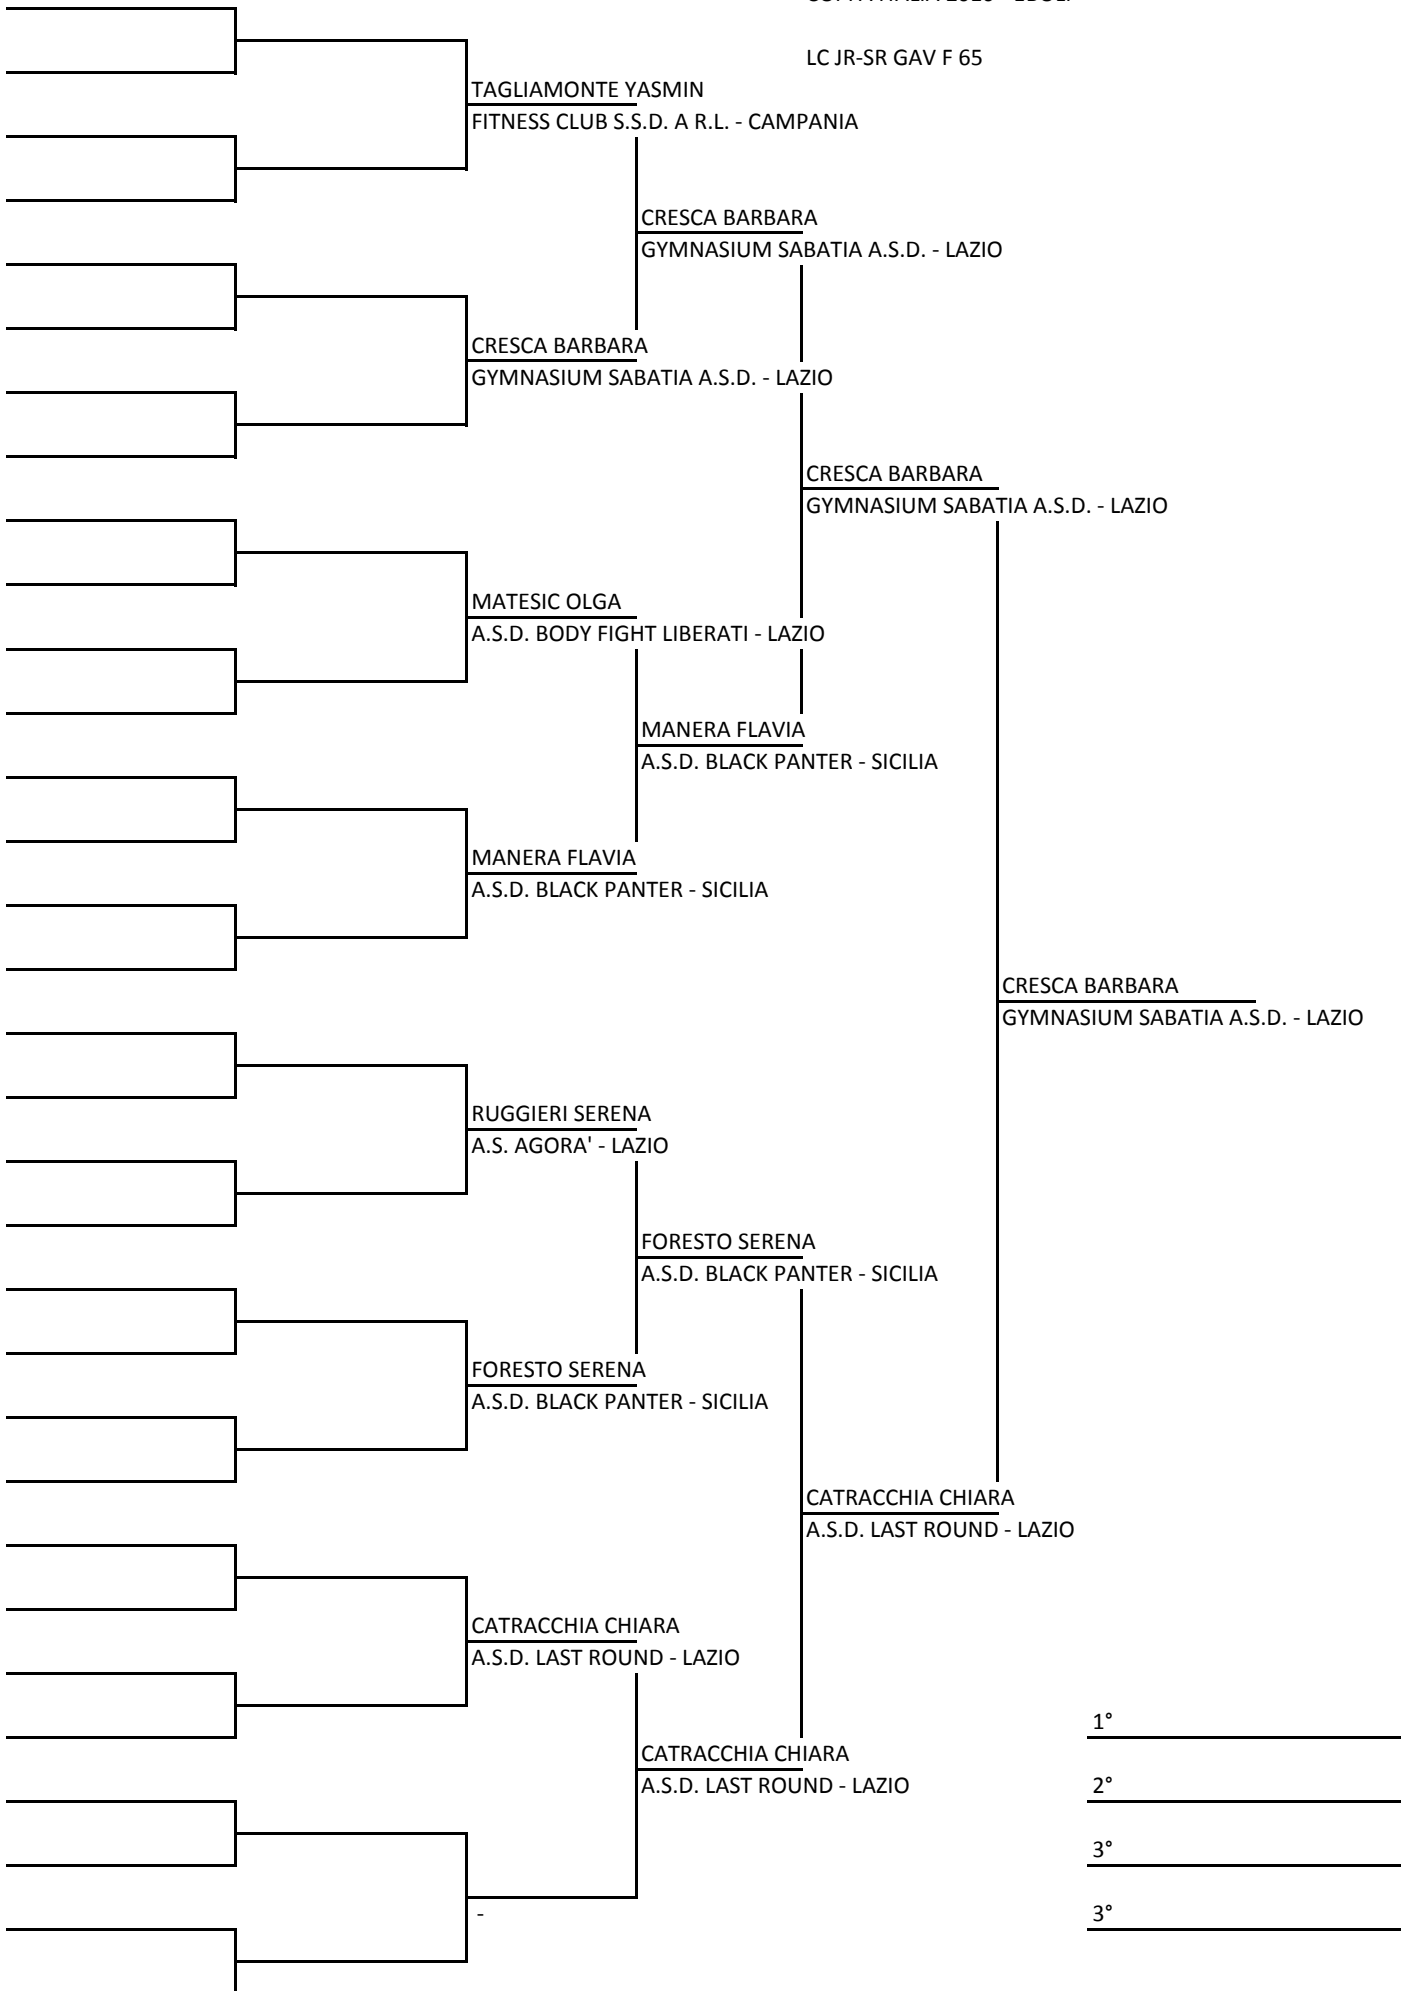 LC JR-SR GAV F 65
TAGLIAMONTE YASMIN
FITNESS CLUB S.S.D. A R.L. - CAMPANIA
CRESCA BARBARA
GYMNASIUM SABATIA A.S.D. - LAZIO
CRESCA BARBARA
GYMNASIUM SABATIA A.S.D. - LAZIO
CRESCA BARBARA
GYMNASIUM SABATIA A.S.D. - LAZIO
MATESIC OLGA
A.S.D. BODY FIGHT LIBERATI - LAZIO
MANERA FLAVIA
A.S.D. BLACK PANTER - SICILIA
MANERA FLAVIA
A.S.D. BLACK PANTER - SICILIA
CRESCA BARBARA
GYMNASIUM SABATIA A.S.D. - LAZIO
RUGGIERI SERENA
A.S. AGORA' - LAZIO
FORESTO SERENA
A.S.D. BLACK PANTER - SICILIA
FORESTO SERENA
A.S.D. BLACK PANTER - SICILIA
CATRACCHIA CHIARA
A.S.D. LAST ROUND - LAZIO
CATRACCHIA CHIARA
A.S.D. LAST ROUND - LAZIO
1°
CATRACCHIA CHIARA
A.S.D. LAST ROUND - LAZIO
2°
3°
-
3°